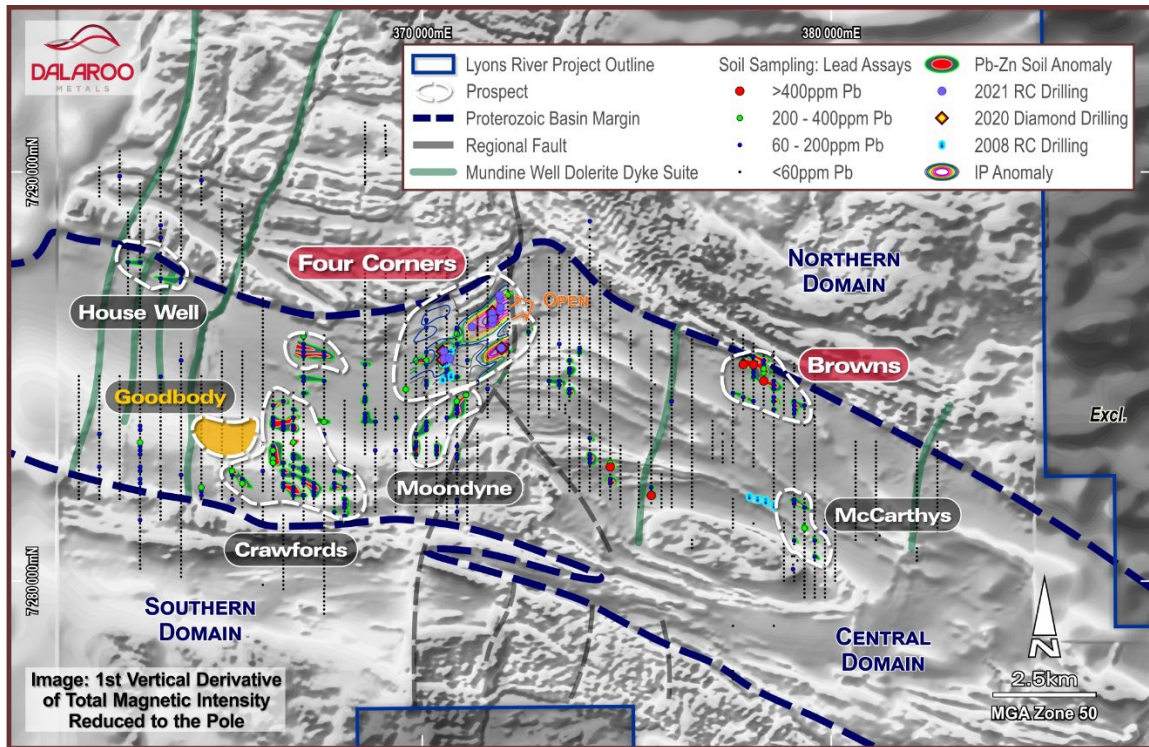 DALAROO
METALS
370 000mE
380 000mE
7 290 000mN
7 280 000mN
Lyons River Project Outline
Prospect
Proterozoic Basin Margin
Regional Fault
Mundine Well Dolerite Dyke Suite
Soil Sampling: Lead Assays
>400ppm Pb
200 - 400ppm Pb
60 - 200ppm Pb
<60ppm Pb
Pb-Zn Soil Anomaly
2021 RC Drilling
2020 Diamond Drilling
2008 RC Drilling
IP Anomaly
Four Corners
NORTHERN
DOMAIN
OPEN
House Well
Browns
Goodbody
Excl.
Moondyne
McCarthys
Crawfords
SOUTHERN
DOMAIN
CENTRAL
DOMAIN
Image: 1st Vertical Derivative
of Total Magnetic Intensity
Reduced to the Pole
N
2.5km
MGA Zone 50